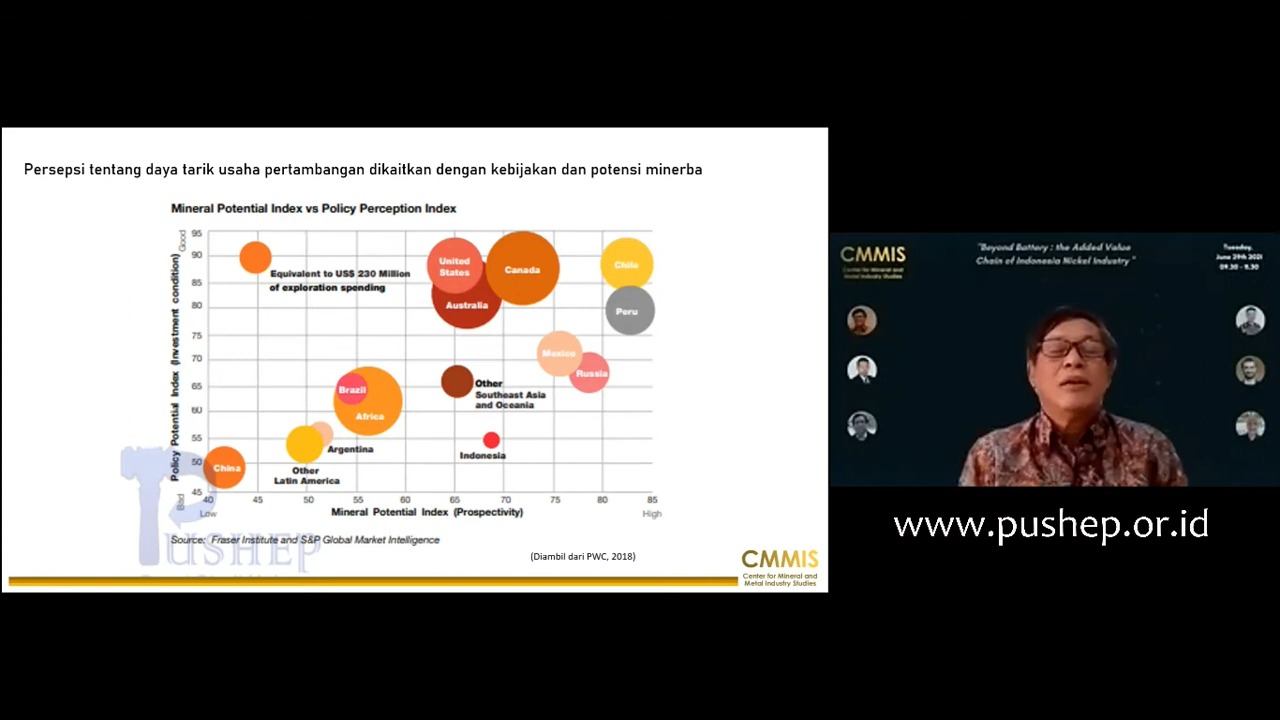 Persepsi tentang daya tarik usaha pertambangan dikaitkan dengan kebijakan dan potensi minerba
Mineral Potential Index vs Policy Perception Index
Policy Potential Index (Investment condition)
Good
Bad
95
90
85
80
75
70
65
60
55
50
45
Equivalent to US$ 230 Million
of exploration spending
United
States
Canada
Australia
Chile
Peru
Mexico
Russia
Brazil
Africa
Other
Southeast Asia
and Oceania
Indonesia
Argentina
Other
Latin America
China
40
45
50
55
60
65
70
75
80
85
Low
Mineral Potential Index (Prospectivity)
High
Source: Fraser Institute and S&P Global Market Intelligence
(Diambil dari PWC, 2018)
PUSHEP
CMMIS
Center for Mineral and
Metal Industry Studies
CMMIS
Center for Mineral and
Metal Industry Studies
"Beyond Battery : the Added Value
Chain of Indonesia Nickel Industry "
Tuesday,
June 29th 2021
09.30 - 11.30
www.pushep.or.id